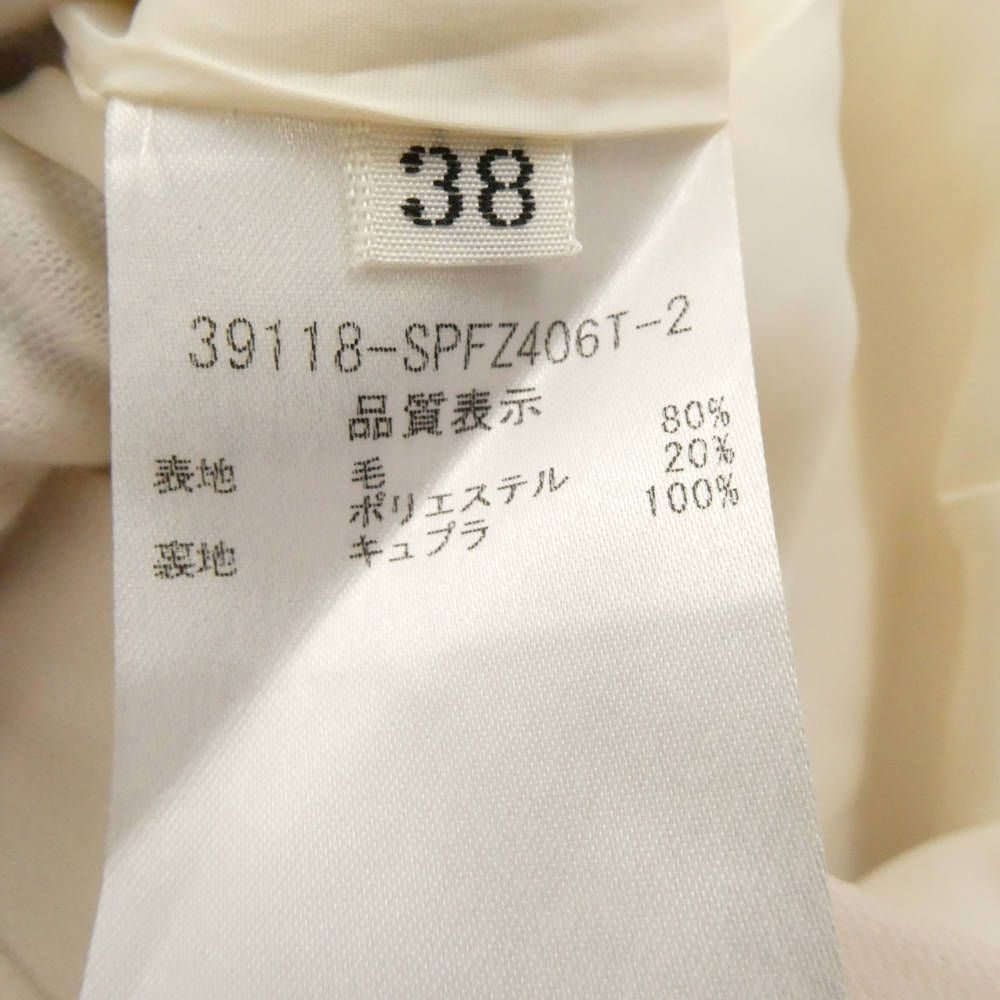 38
39118-SPFZ406T-2
品質表示
表地 毛 80%
ポリエステル 20%
裏地 キュプラ 100%